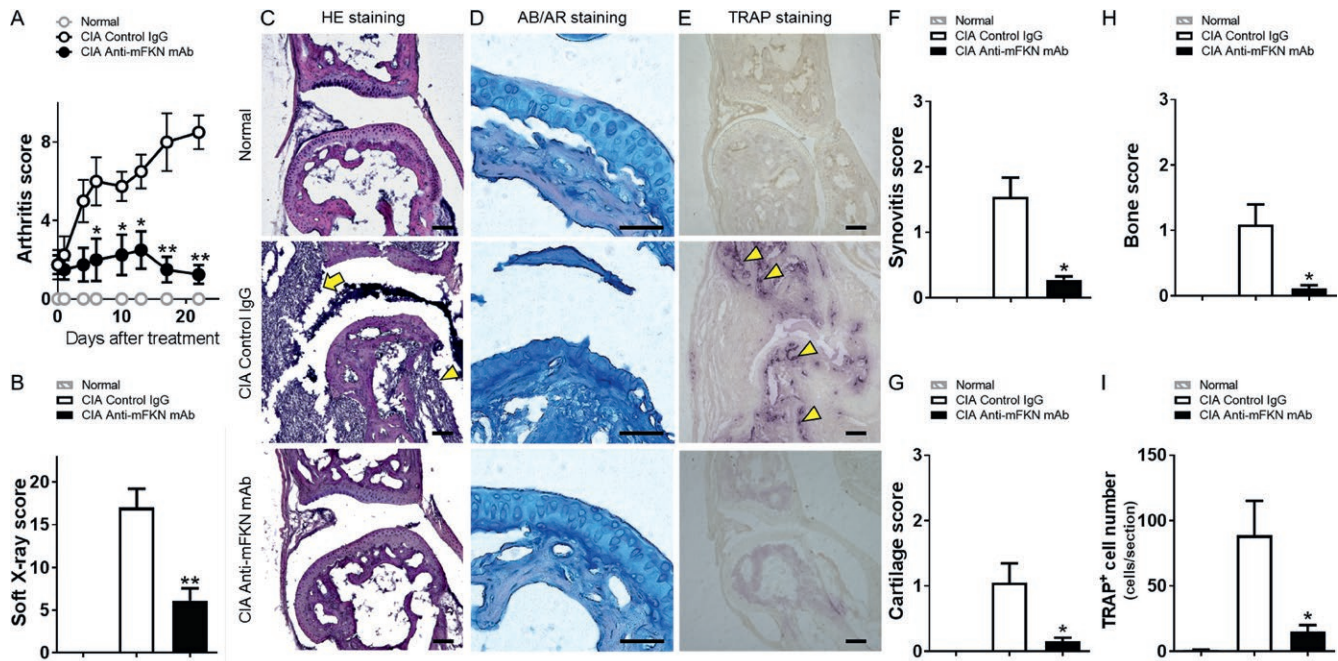 A
Normal
CIA Control IgG
CIA Anti-mFKN mAb
Arthritis score
8
4
0
*
*
*
**
**
0
10
20
Days after treatment
B
Normal
CIA Control IgG
CIA Anti-mFKN mAb
Soft X-ray score
20
15
10
5
0
**
C
HE staining
D
AB/AR staining
E
TRAP staining
Normal
CIA Control IgG
CIA Anti-mFKN mAb
F
Normal
CIA Control IgG
CIA Anti-mFKN mAb
Synovitis score
3
2
1
0
*
G
Normal
CIA Control IgG
CIA Anti-mFKN mAb
Cartilage score
3
2
1
0
*
H
Normal
CIA Control IgG
CIA Anti-mFKN mAb
Bone score
3
2
1
0
*
I
Normal
CIA Control IgG
CIA Anti-mFKN mAb
TRAP⁺ cell number
(cells/section)
150
100
50
0
*